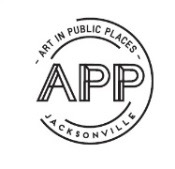 - ART IN PUBLIC PLACES -
APP
JACKSONVILLE